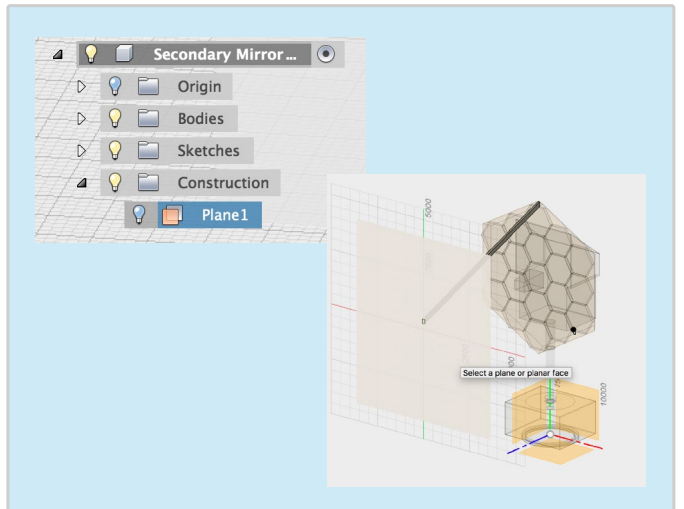 Secondary Mirror ...
Origin
Bodies
Sketches
Construction
Plane1
5000
Select a plane or planar face
10000